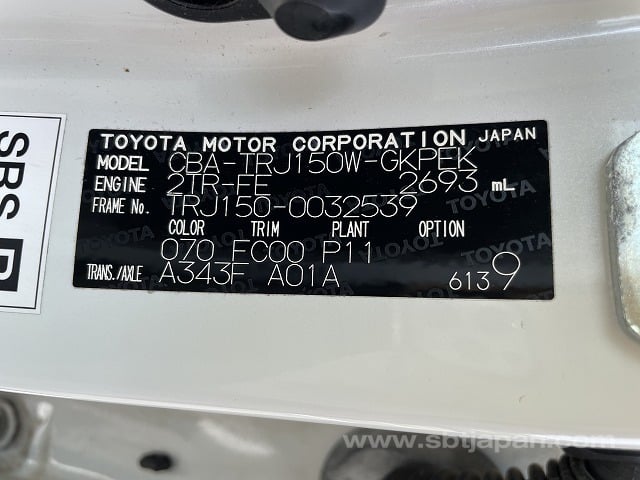 TOYOTA MOTOR CORPORATION JAPAN
MODEL CBA-TRJ150W-GKPEK
ENGINE 2TR-FE 2693 mL
FRAME No. TRJ150-0032539
COLOR TRIM PLANT OPTION
070 FC00 P11
TRANS./AXLE A343F A01A 6139
SRS
www.sbtjapan.com